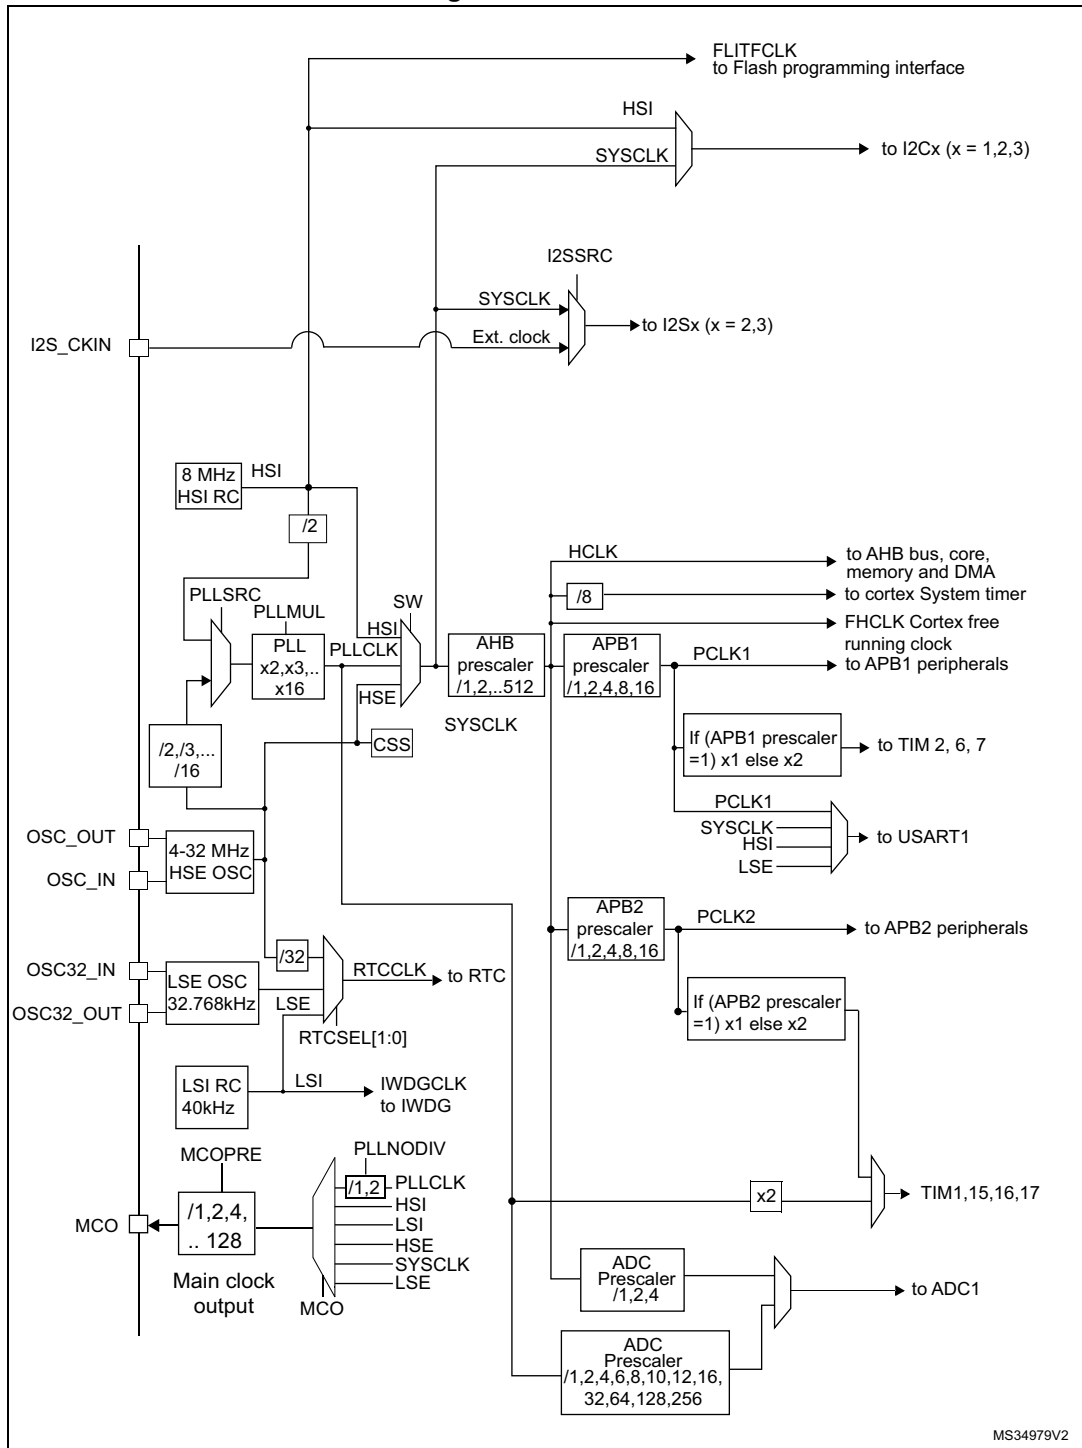 FLITFCLK
to Flash programming interface
HSI
to I2Cx (x = 1,2,3)
SYSCLK
I2SSRC
SYSCLK
to I2Sx (x = 2,3)
I2S_CKIN
Ext. clock
8 MHz
HSI RC
HSI
/2
HCLK
to AHB bus, core,
memory and DMA
/8
to cortex System timer
PLLSRC
PLLMUL
SW
FHCLK Cortex free
running clock
HSI
PLL
x2,x3,..
x16
PLLCLK
HSE
AHB
prescaler
/1,2,..512
APB1
prescaler
/1,2,4,8,16
PCLK1
to APB1 peripherals
SYSCLK
/2,/3,...
/16
CSS
If (APB1 prescaler
=1) x1 else x2
to TIM 2, 6, 7
PCLK1
SYSCLK
HSI
LSE
to USART1
OSC_OUT
OSC_IN
4-32 MHz
HSE OSC
APB2
prescaler
/1,2,4,8,16
PCLK2
to APB2 peripherals
/32
OSC32_IN
OSC32_OUT
LSE OSC
32.768kHz
RTCCLK
to RTC
LSE
If (APB2 prescaler
=1) x1 else x2
RTCSEL[1:0]
LSI RC
40kHz
LSI
IWDGCLK
to IWDG
PLLNODIV
MCOPRE
/1,2
PLLCLK
HSI
LSI
HSE
SYSCLK
LSE
MCO
/1,2,4,
.. 128
Main clock
output
MCO
x2
TIM1,15,16,17
ADC
Prescaler
/1,2,4
to ADC1
ADC
Prescaler
/1,2,4,6,8,10,12,16,
32,64,128,256
MS34979V2